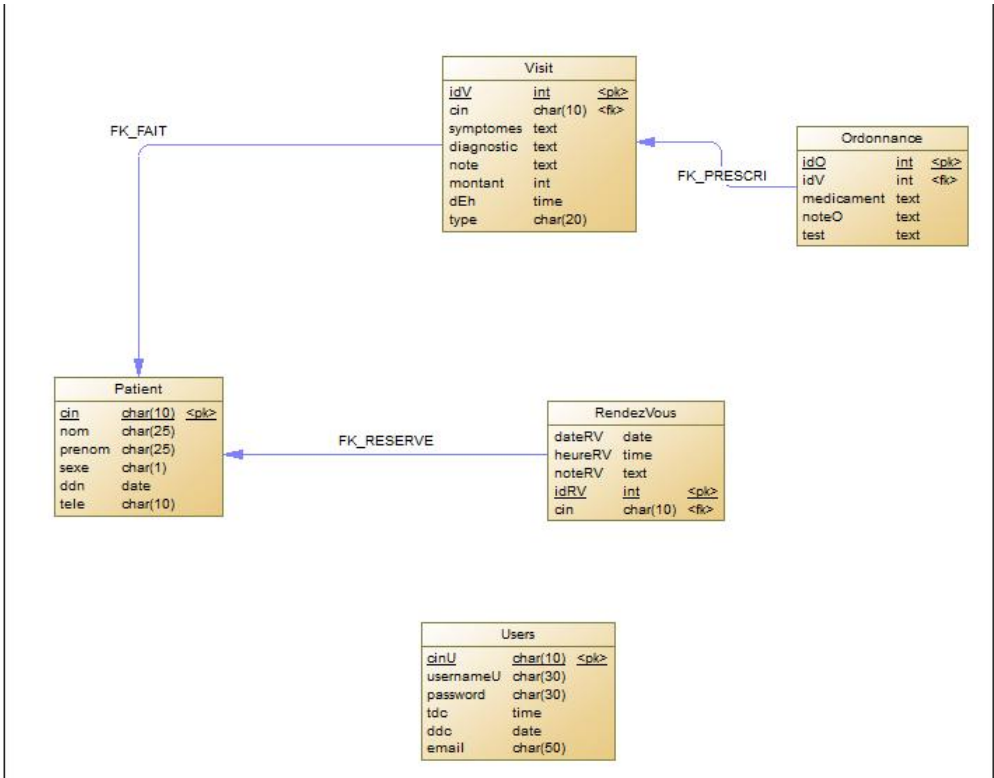 Visit
idV int <pk>
cin char(10) <fk>
symptomes text
diagnostic text
note text
montant int
dEh time
type char(20)
FK_FAIT
FK_PRESCRI
Ordonnance
idO int <pk>
idV int <fk>
medicament text
noteO text
test text
Patient
cin char(10) <pk>
nom char(25)
prenom char(25)
sexe char(1)
ddn date
tele char(10)
FK_RESERVE
RendezVous
dateRV date
heureRV time
noteRV text
idRV int <pk>
cin char(10) <fk>
Users
cinU char(10) <pk>
usernameU char(30)
password char(30)
tdc time
ddc date
email char(50)